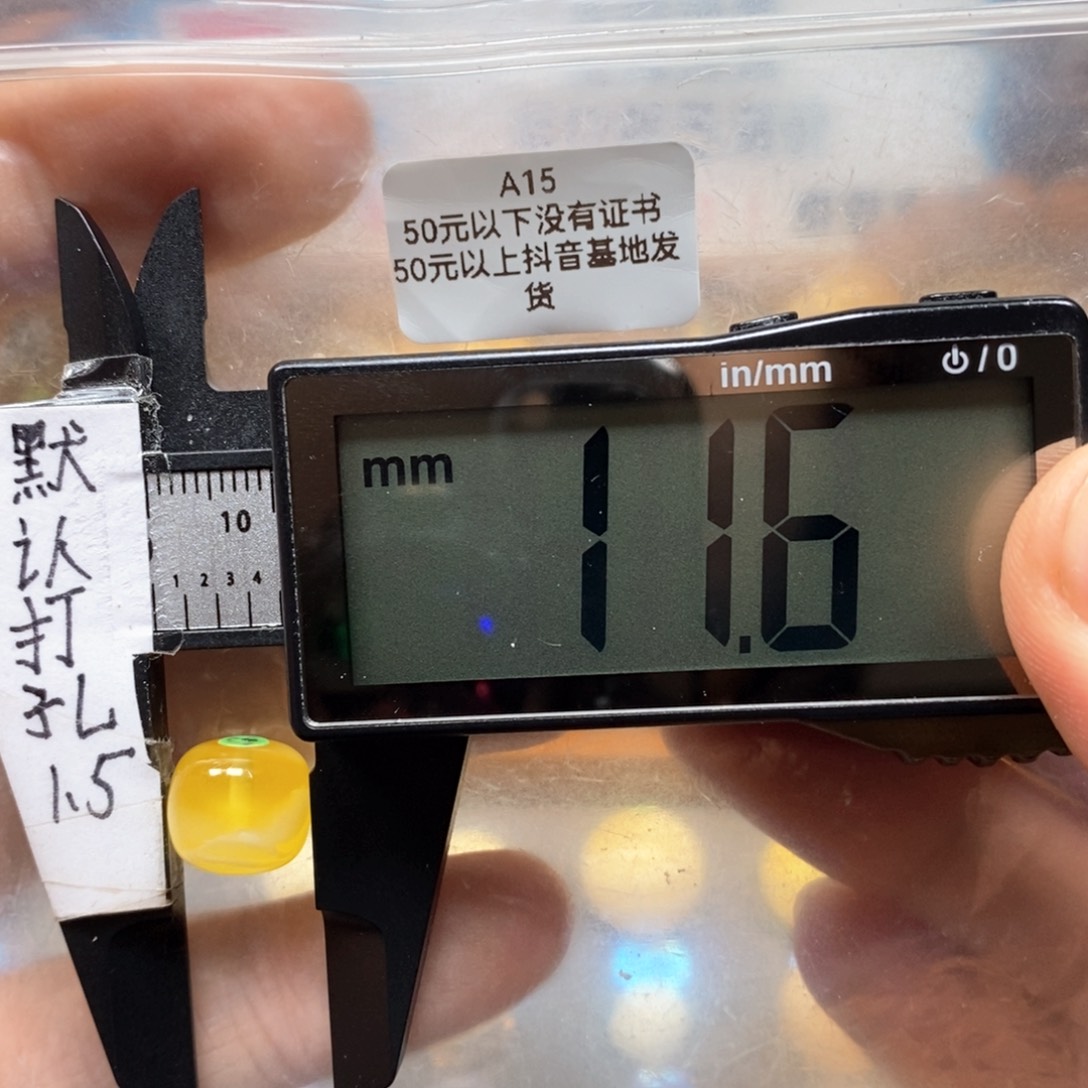 A15
50元以下没有证书
50元以上抖音基地发
货
in/mm
⏻/0
mm
11.6
10
1 2 3 4
默
认
打
孔
1.5